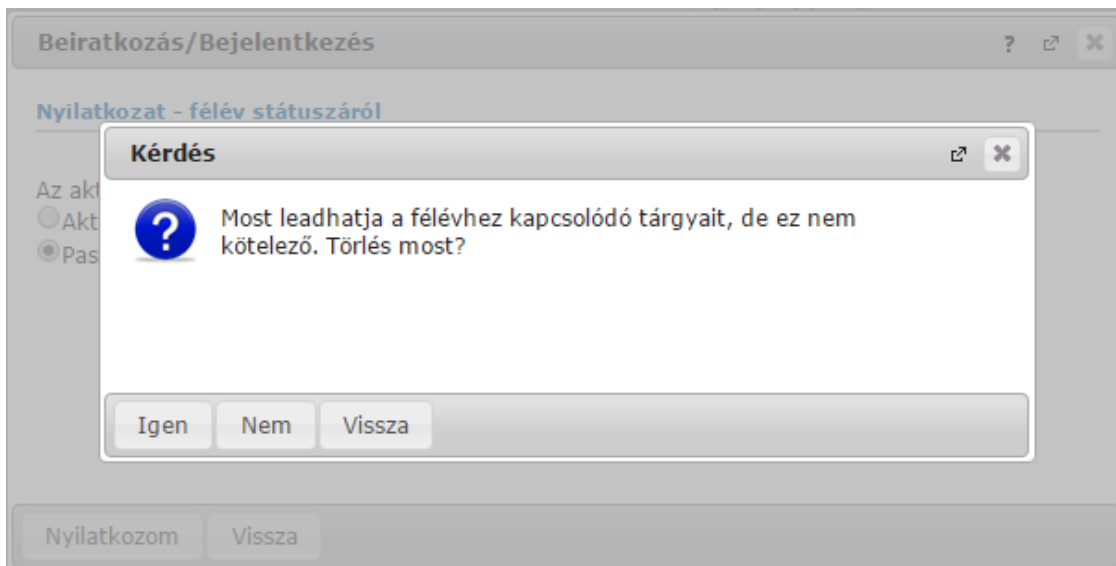 Beiratkozás/Bejelentkezés ?
Nyilatkozat - félév státuszáról
Kérdés
Az akt
Akt
Pas
Most leadhatja a félévhez kapcsolódó tárgyait, de ez nem
kötelező. Törlés most?
Igen Nem Vissza
Nyilatkozom Vissza